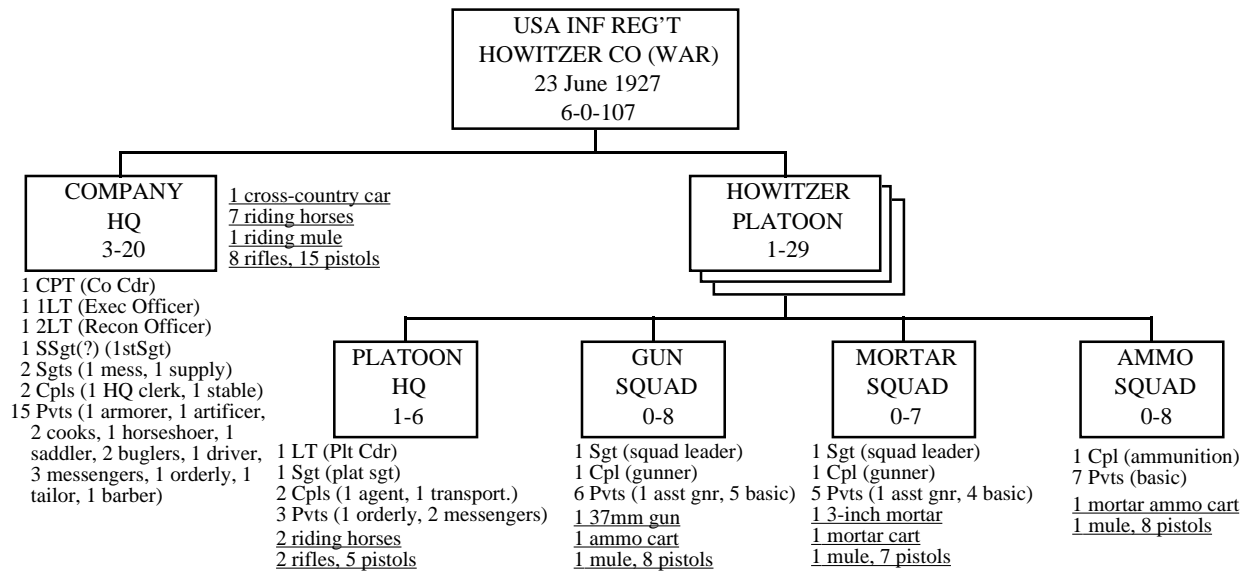 USA INF REG'T
HOWITZER CO (WAR)
23 June 1927
6-0-107
COMPANY
HQ
3-20
1 cross-country car
7 riding horses
1 riding mule
8 rifles, 15 pistols
1 CPT (Co Cdr)
1 1LT (Exec Officer)
1 2LT (Recon Officer)
1 SSgt(?) (1stSgt)
2 Sgts (1 mess, 1 supply)
2 Cpls (1 HQ clerk, 1 stable)
15 Pvts (1 armorer, 1 artificer,
2 cooks, 1 horseshoer, 1
saddler, 2 buglers, 1 driver,
3 messengers, 1 orderly, 1
tailor, 1 barber)
HOWITZER
PLATOON
1-29
PLATOON
HQ
1-6
1 LT (Plt Cdr)
1 Sgt (plat sgt)
2 Cpls (1 agent, 1 transport.)
3 Pvts (1 orderly, 2 messengers)
2 riding horses
2 rifles, 5 pistols
GUN
SQUAD
0-8
1 Sgt (squad leader)
1 Cpl (gunner)
6 Pvts (1 asst gnr, 5 basic)
1 37mm gun
1 ammo cart
1 mule, 8 pistols
MORTAR
SQUAD
0-7
1 Sgt (squad leader)
1 Cpl (gunner)
5 Pvts (1 asst gnr, 4 basic)
1 3-inch mortar
1 mortar cart
1 mule, 7 pistols
AMMO
SQUAD
0-8
1 Cpl (ammunition)
7 Pvts (basic)
1 mortar ammo cart
1 mule, 8 pistols